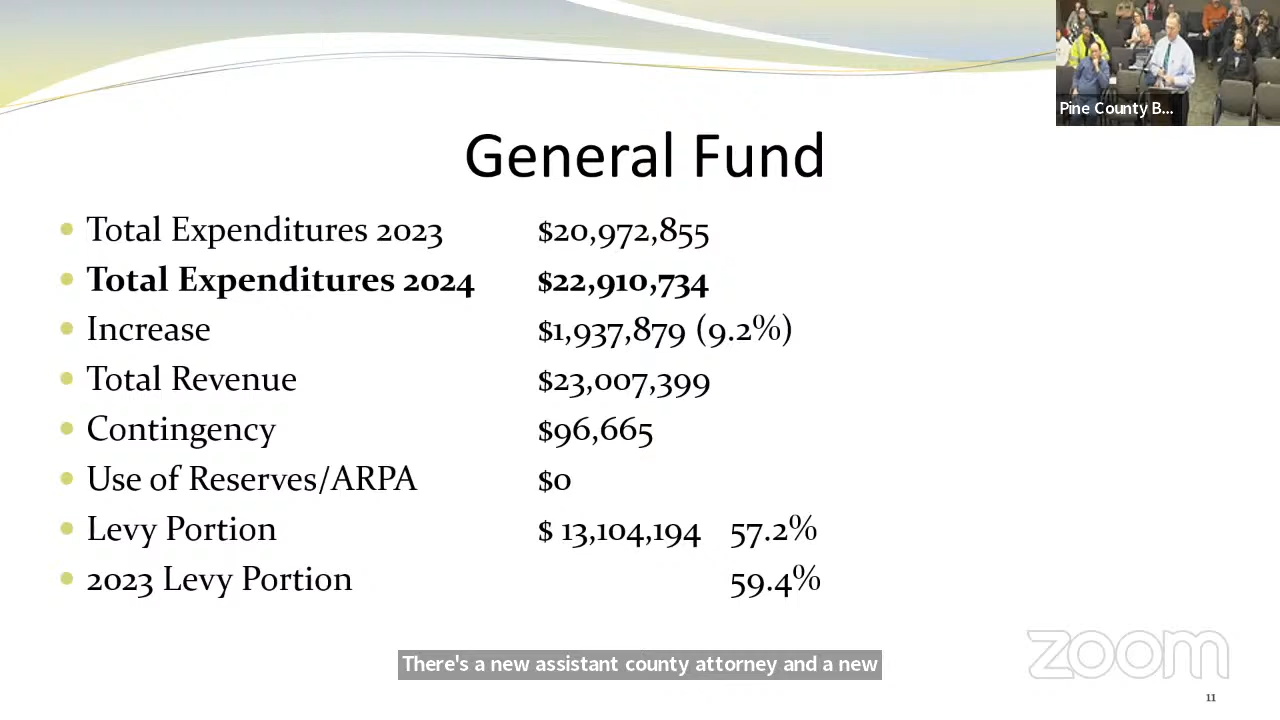 Pine County B...
General Fund
Total Expenditures 2023 $20,972,855
Total Expenditures 2024 $22,910,734
Increase $1,937,879 (9.2%)
Total Revenue $23,007,399
Contingency $96,665
Use of Reserves/ARPA $0
Levy Portion $ 13,104,194 57.2%
2023 Levy Portion 59.4%
There's a new assistant county attorney and a new
zoom
11